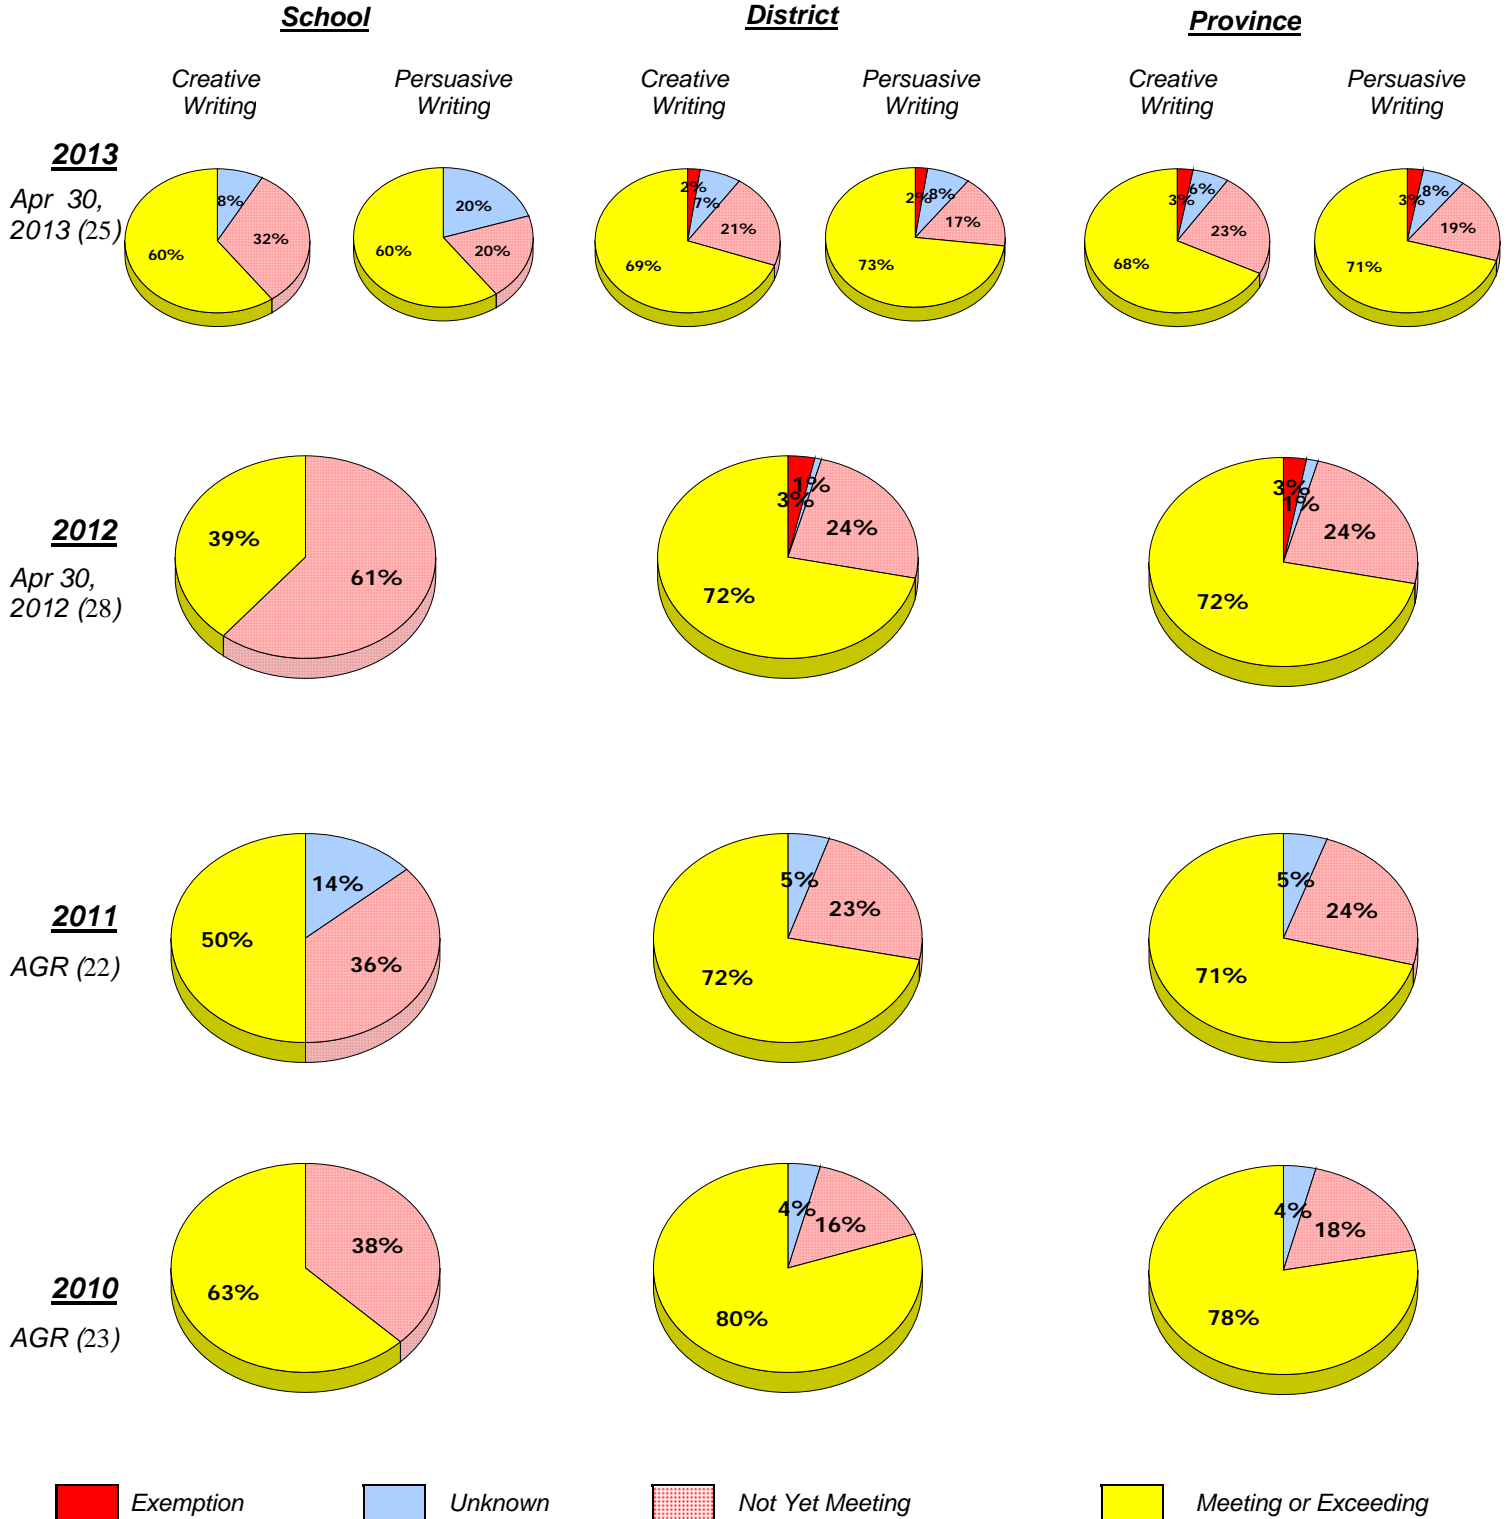 School
District
Province
Creative
Writing
Persuasive
Writing
Creative
Writing
Persuasive
Writing
Creative
Writing
Persuasive
Writing
2013
Apr 30,
2013 (25)
8%
32%
60%
20%
20%
60%
2%
7%
21%
69%
2%
8%
17%
73%
3%
6%
23%
68%
3%
8%
19%
71%
2012
Apr 30,
2012 (28)
39%
61%
1%
3%
24%
72%
3%
1%
24%
72%
2011
AGR (22)
14%
50%
36%
5%
23%
72%
5%
24%
71%
2010
AGR (23)
38%
63%
4%
16%
80%
4%
18%
78%
Exemption
Unknown
Not Yet Meeting
Meeting or Exceeding